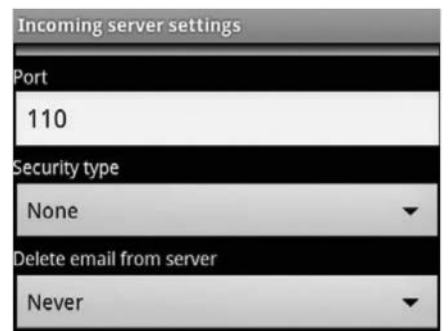 Incoming server settings
Port
110
Security type
None
Delete email from server
Never